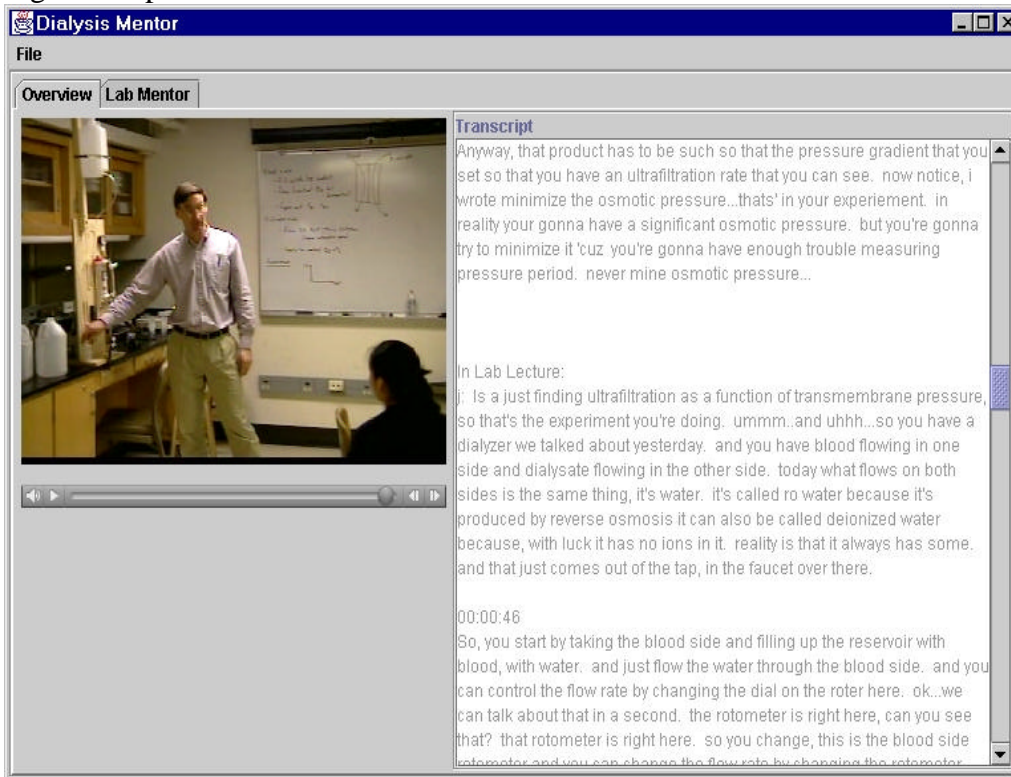 Dialysis Mentor
File
Overview Lab Mentor
Transcript
Anyway, that product has to be such so that the pressure gradient that you
set so that you have an ultrafiltration rate that you can see. now notice, i
wrote minimize the osmotic pressure...thats' in your experiement. in
reality your gonna have a significant osmotic pressure. but you're gonna
try to minimize it 'cuz you're gonna have enough trouble measuring
pressure period. never mine osmotic pressure...
In Lab Lecture:
j: Is a just finding ultrafiltration as a function of transmembrane pressure,
so that's the experiment you're doing. ummm..and uhhh...so you have a
dialyzer we talked about yesterday. and you have blood flowing in one
side and dialysate flowing in the other side. today what flows on both
sides is the same thing, it's water. it's called ro water because it's
produced by reverse osmosis it can also be called deionized water
because, with luck it has no ions in it. reality is that it always has some.
and that just comes out of the tap, in the faucet over there.
00:00:46
So, you start by taking the blood side and filling up the reservoir with
blood, with water. and just flow the water through the blood side. and you
can control the flow rate by changing the dial on the roter here. ok...we
can talk about that in a second. the rotometer is right here, can you see
that? that rotometer is right here. so you change, this is the blood side
rotometer and you can change the flow rate by changing the rotometer